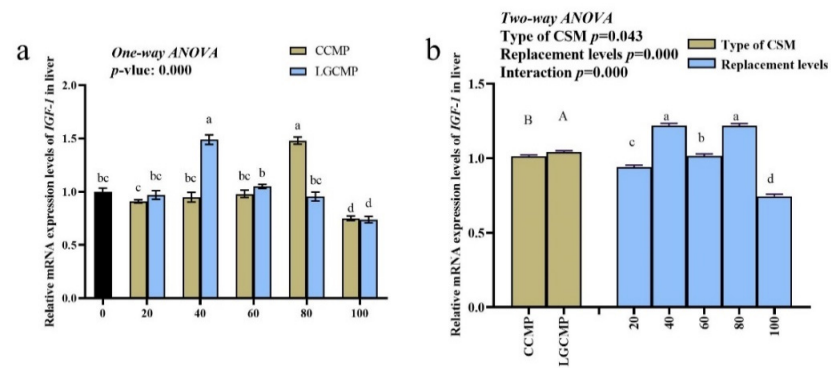 a
One-way ANOVA
p-vlue: 0.000
CCMP
LGCMP
Relative mRNA expression levels of IGF-1 in liver
2.0
1.5
1.0
0.5
0.0
bc
c
bc
bc
a
bc
b
a
bc
d
d
0
20
40
60
80
100
b
Two-way ANOVA
Type of CSM p=0.043
Replacement levels p=0.000
Interaction p=0.000
Type of CSM
Replacement levels
Relative mRNA expression levels of IGF-1 in liver
1.5
1.0
0.5
0.0
B
A
c
a
b
a
d
CCMP
LGCMP
20
40
60
80
100